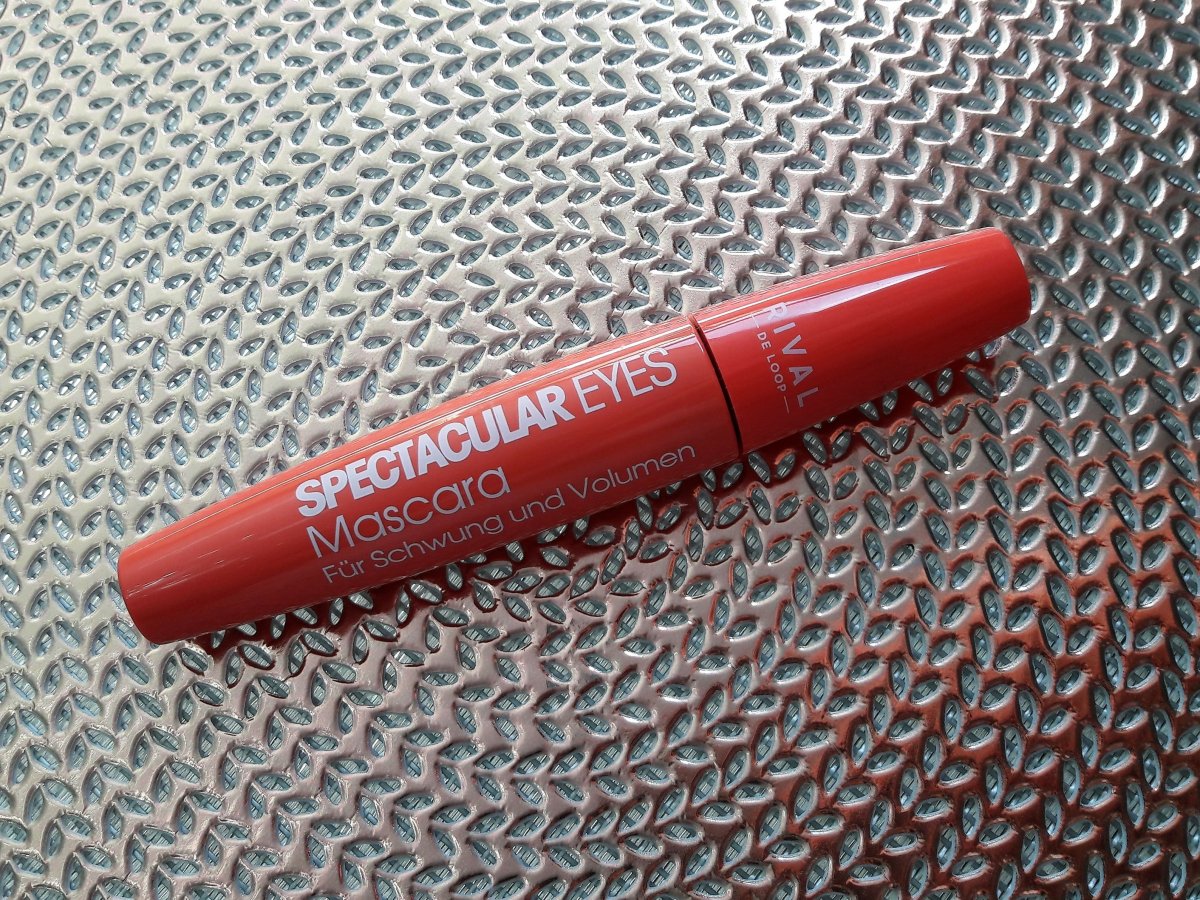 SPECTACULAR EYES
Mascara
Für Schwung und Volumen
RIVAL
DE LOOP